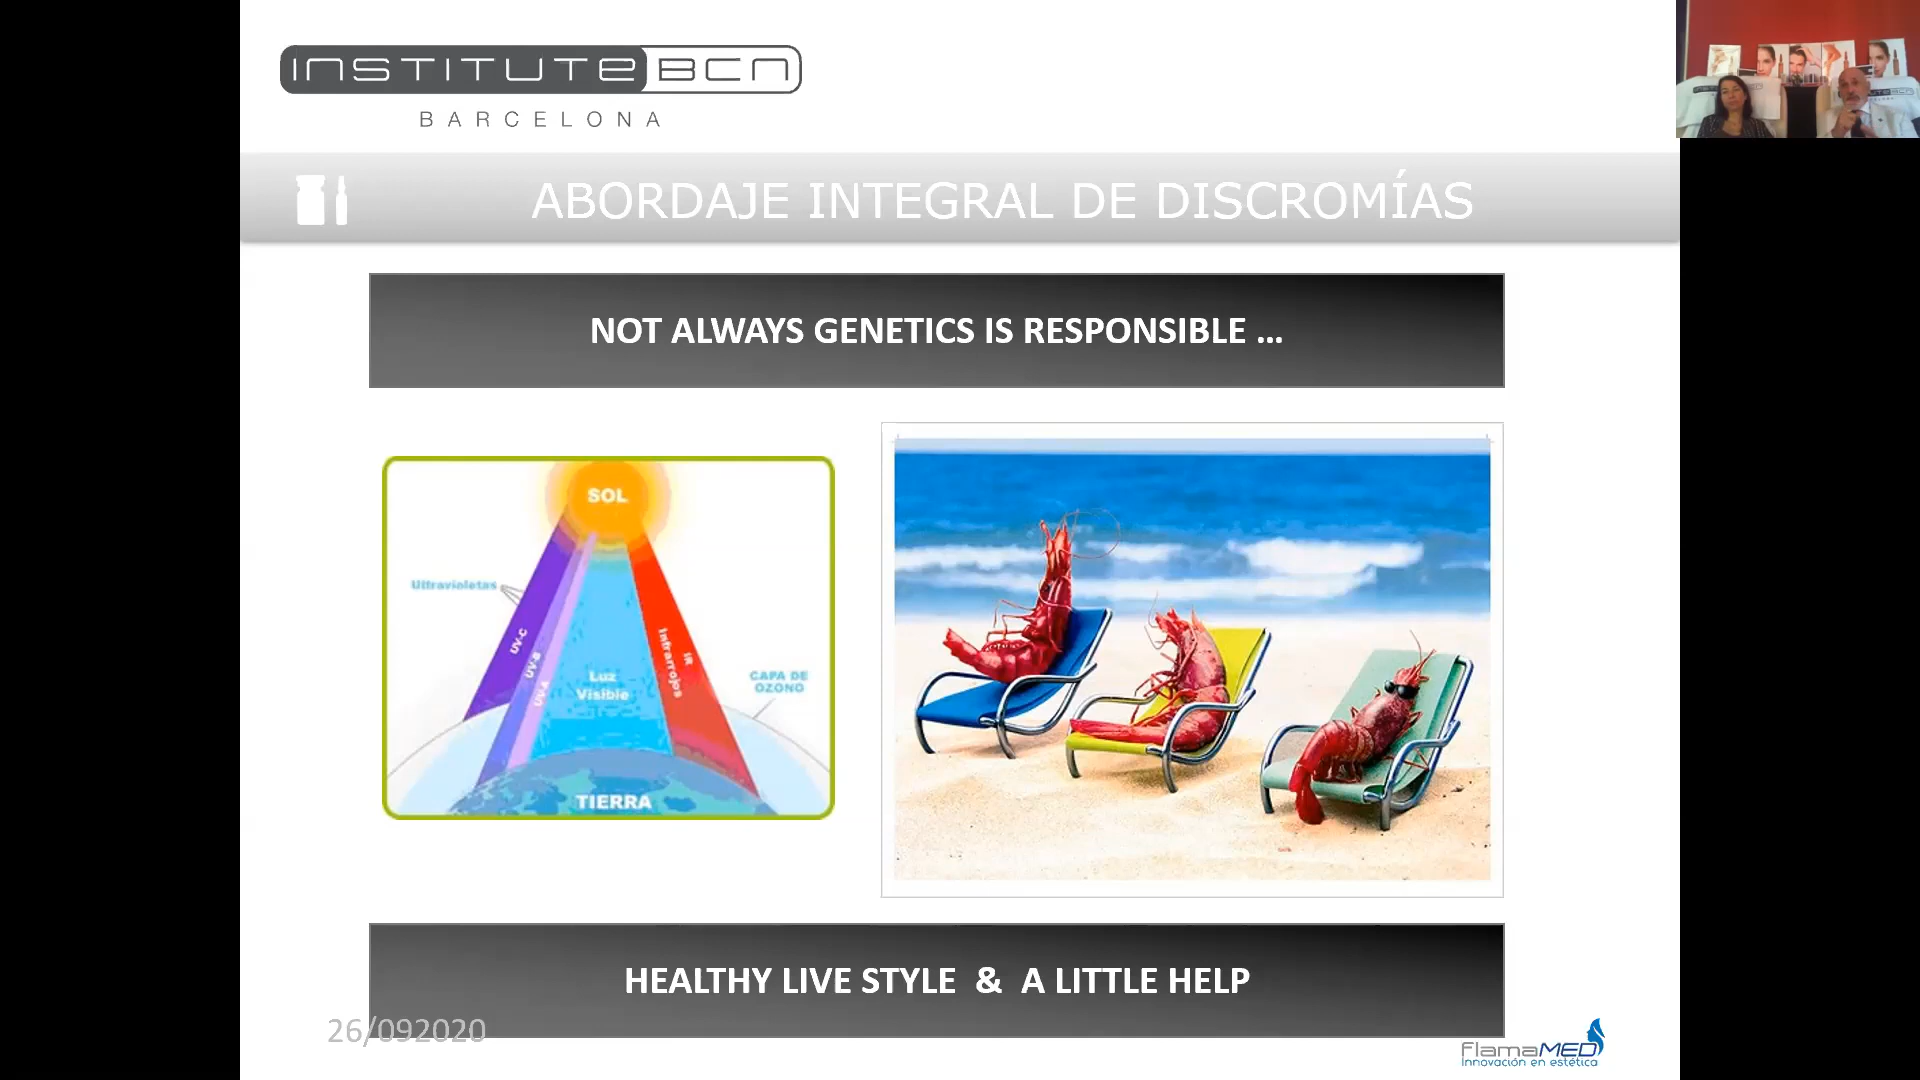 INSTITUTE BCN
BARCELONA
ABORDAJE INTEGRAL DE DISCROMÍAS
NOT ALWAYS GENETICS IS RESPONSIBLE ...
SOL
Ultravioletas
UV-C
UV-B
UV-A
Luz
Visible
IR
Infrarrojos
CAPA DE
OZONO
TIERRA
HEALTHY LIVE STYLE & A LITTLE HELP
26/092020
FlamaMED
Innovación en estética